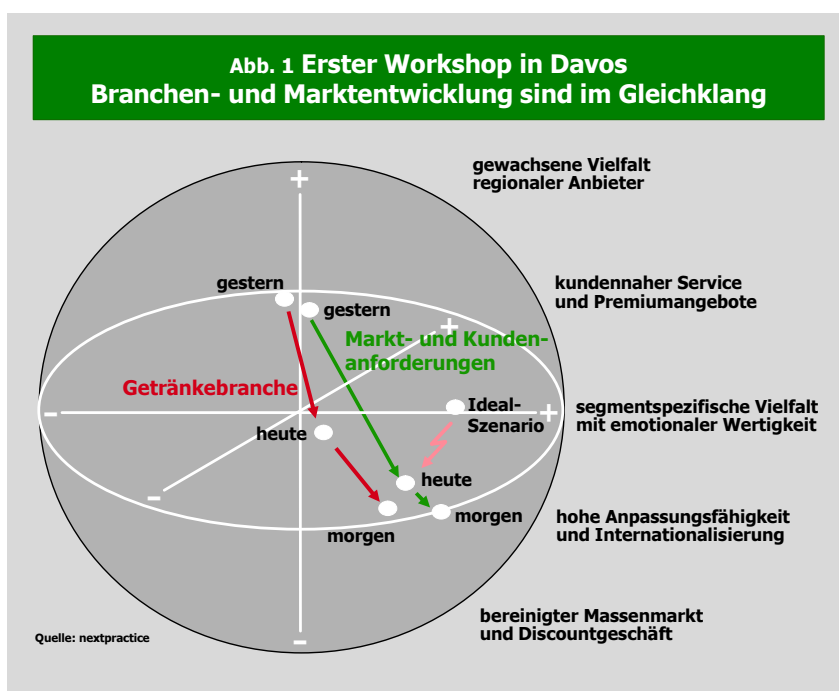 Abb. 1 Erster Workshop in Davos
Branchen- und Marktentwicklung sind im Gleichklang
gewachsene Vielfalt
regionaler Anbieter
+
gestern
kundennaher Service
und Premiumangebote
gestern
+
Markt- und Kunden-
anforderungen
Getränkebranche
Ideal-
Szenario
segmentspezifische Vielfalt
mit emotionaler Wertigkeit
-
+
heute
heute
-
morgen
morgen
hohe Anpassungsfähigkeit
und Internationalisierung
bereinigter Massenmarkt
und Discountgeschäft
-
Quelle: nextpractice